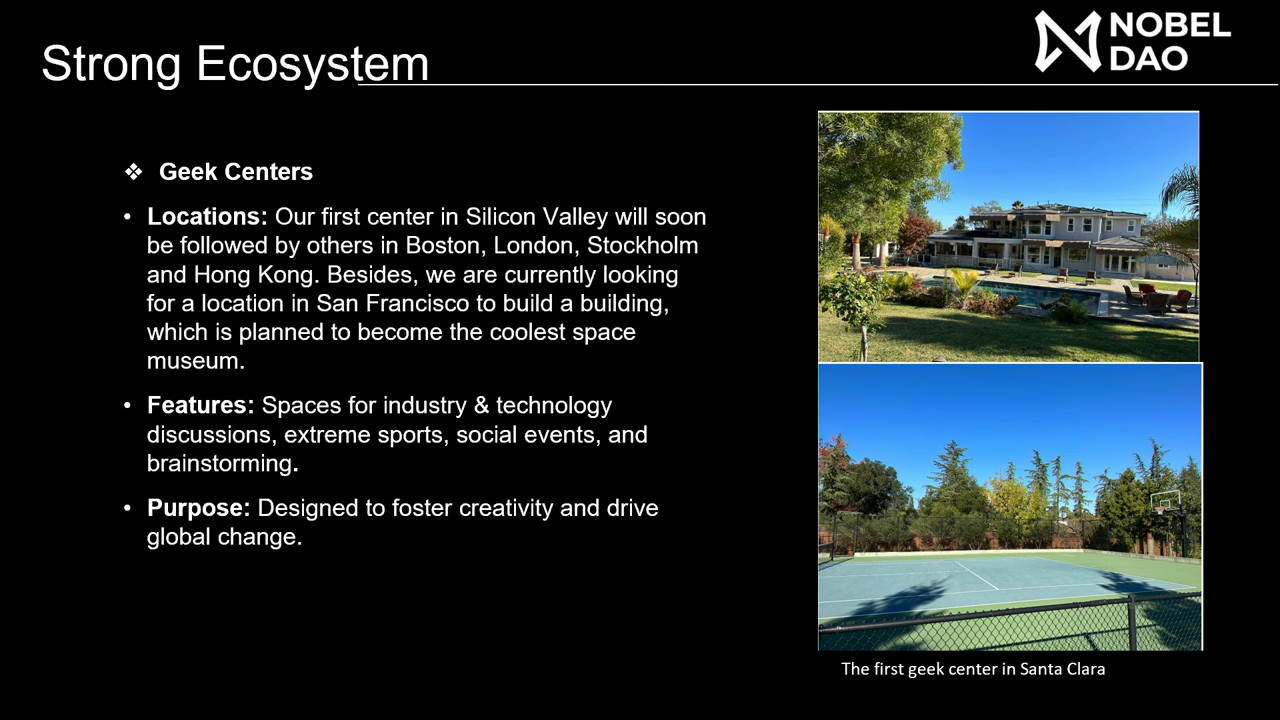 Strong Ecosystem
NOBEL
DAO
❖ Geek Centers
• Locations: Our first center in Silicon Valley will soon
be followed by others in Boston, London, Stockholm
and Hong Kong. Besides, we are currently looking
for a location in San Francisco to build a building,
which is planned to become the coolest space
museum.
• Features: Spaces for industry & technology
discussions, extreme sports, social events, and
brainstorming.
• Purpose: Designed to foster creativity and drive
global change.
The first geek center in Santa Clara